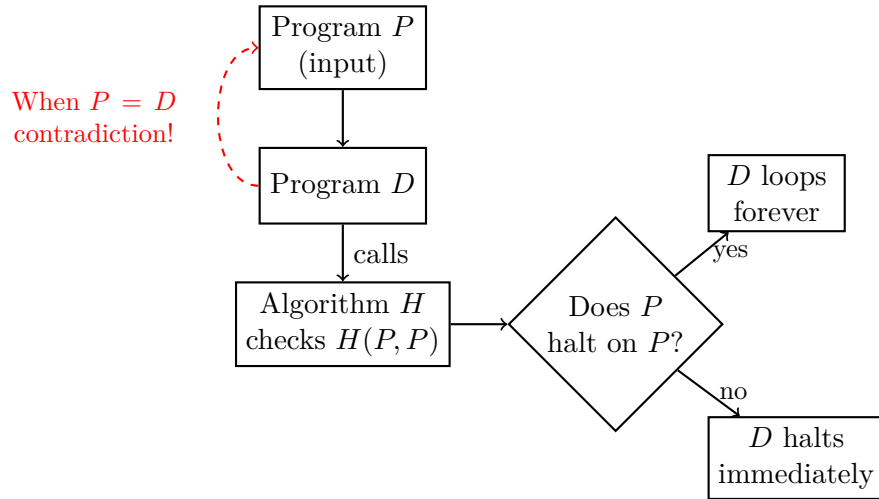 Program P
(input)
When P = D
contradiction!
Program D
calls
Algorithm H
checks H(P, P)
Does P
halt on P?
yes
D loops
forever
no
D halts
immediately